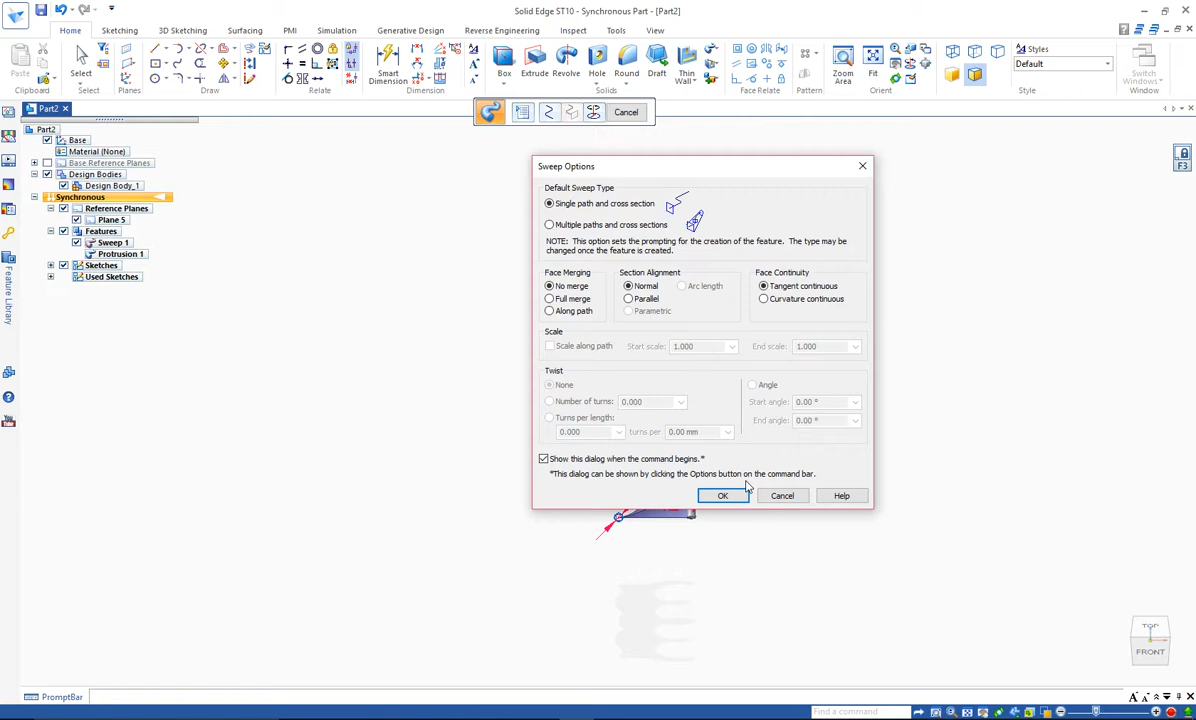 Solid Edge ST10 - Synchronous Part - [Part2]
Home Sketching 3D Sketching Surfacing PMI Simulation Generative Design Reverse Engineering Inspect Tools View
Paste
Select
Smart
Dimension
Box
Extrude
Revolve
Hole
Round
Draft
Thin
Wall
Zoom
Area
Fit
Styles
Default
Switch
Windows
Clipboard Select Planes Draw Relate Dimension Solids Face Relate Pattern Orient Style Window
Part2
Cancel
F3
Part2
Base
Material (None)
Base Reference Planes
Design Bodies
Design Body_1
Synchronous
Reference Planes
Plane 5
Features
Sweep 1
Protrusion 1
Sketches
Used Sketches
Feature Library
You
Sweep Options
Default Sweep Type
Single path and cross section
Multiple paths and cross sections
NOTE: This option sets the prompting for the creation of the feature. The type may be
changed once the feature is created.
Face Merging Section Alignment Face Continuity
No merge Normal Arc length Tangent continuous
Full merge Parallel Curvature continuous
Along path Parametric
Scale
Scale along path Start scale: 1.000 End scale: 1.000
Twist
None Angle
Number of turns: 0.000 Start angle: 0.00 °
Turns per length: End angle: 0.00 °
0.000 turns per 0.00 mm
Show this dialog when the command begins.*
*This dialog can be shown by clicking the Options button on the command bar.
OK Cancel Help
TOP
FRONT
PromptBar
Find a command